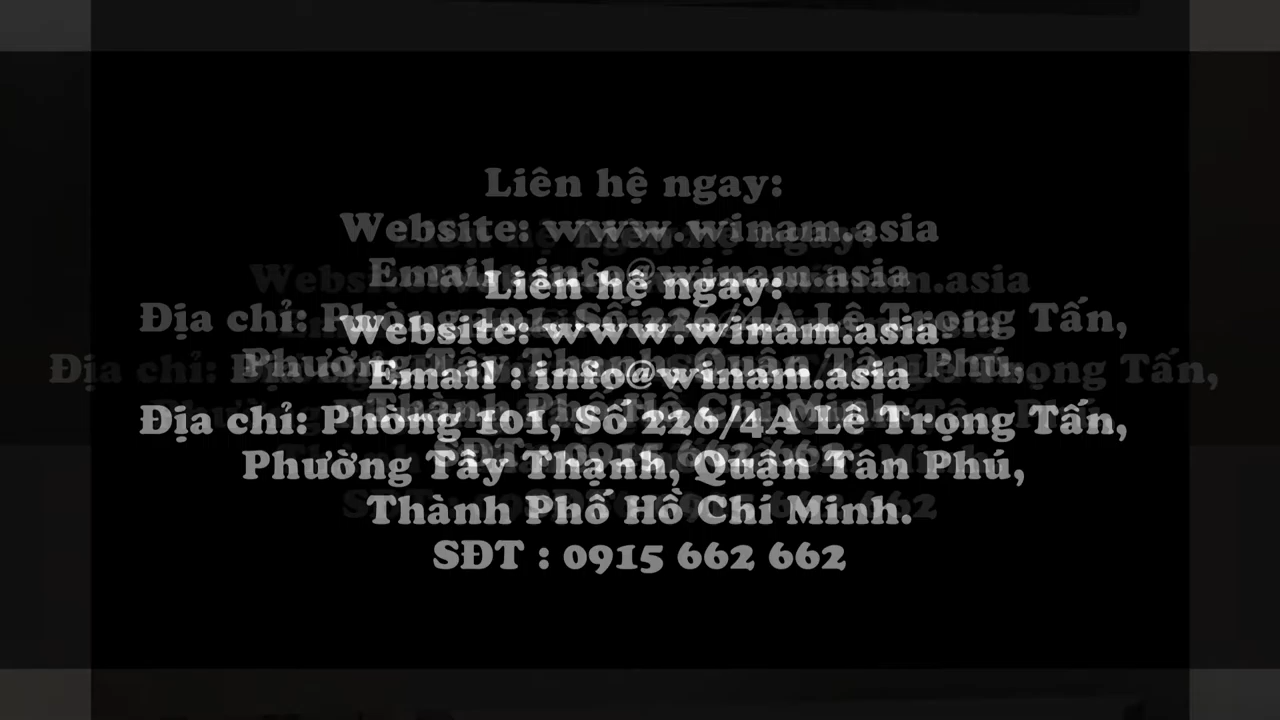 Liên hệ ngay:
Website: www.winam.asia
Email : info@winam.asia
Địa chỉ: Phòng 101, Số 226/4A Lê Trọng Tấn,
Phường Tây Thạnh, Quận Tân Phú,
Thành Phố Hồ Chí Minh.
SĐT : 0915 662 662